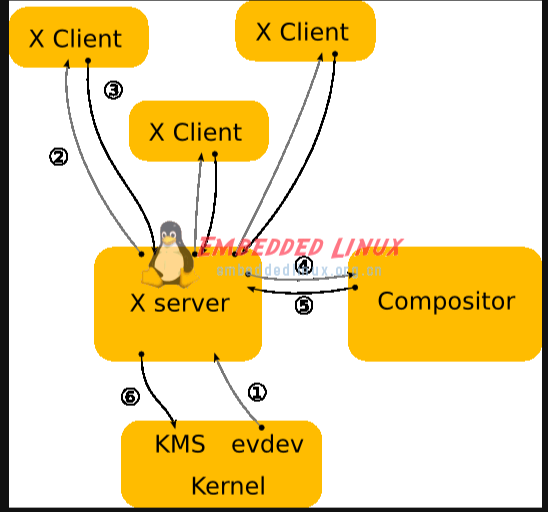 X Client
X Client
③
X Client
②
EMBEDDED LINUX
embeddedlinux.org.cn
④
X server
⑤
Compositor
⑥
①
KMS evdev
Kernel